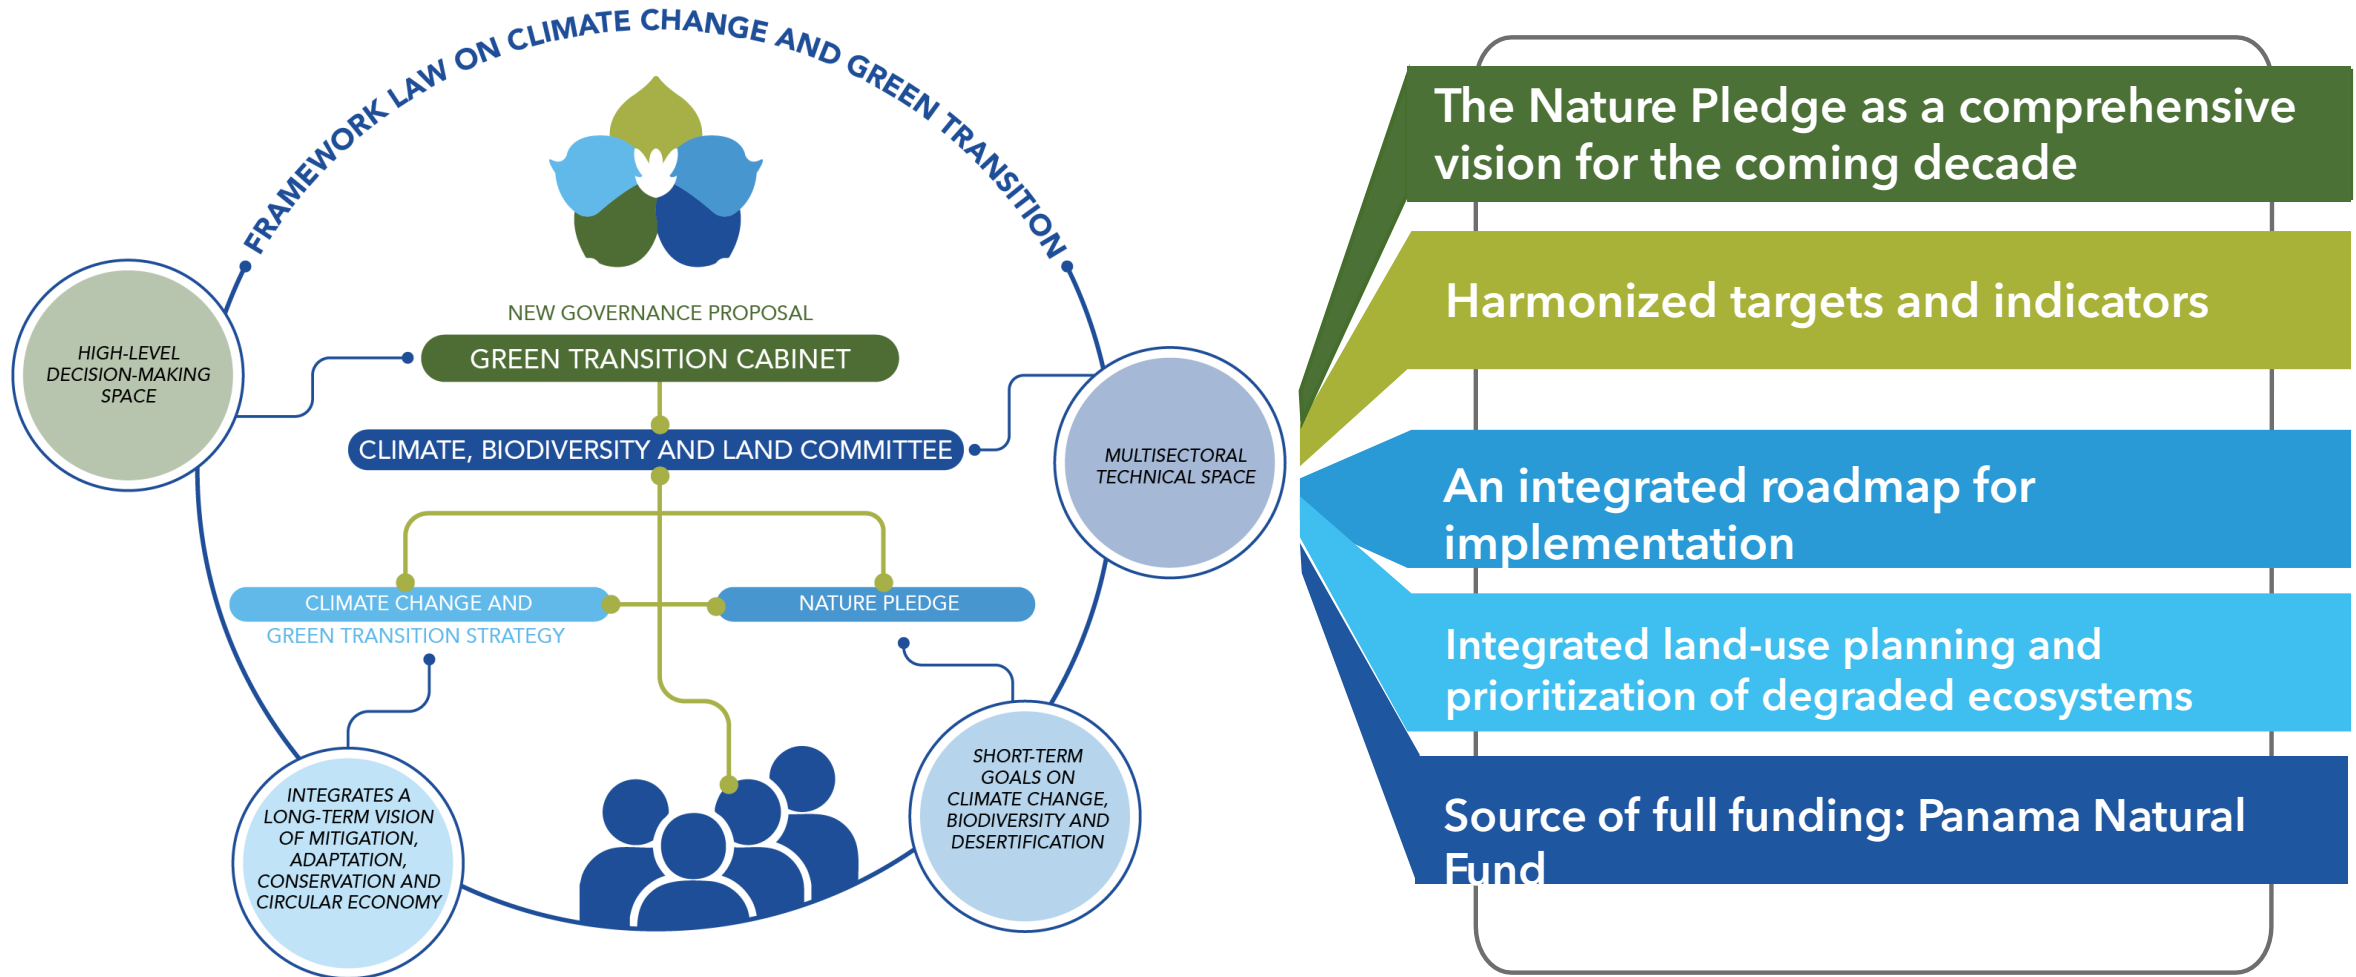 FRAMEWORK LAW ON CLIMATE CHANGE AND GREEN TRANSITION
NEW GOVERNANCE PROPOSAL
GREEN TRANSITION CABINET
HIGH-LEVEL
DECISION-MAKING
SPACE
CLIMATE, BIODIVERSITY AND LAND COMMITTEE
MULTISECTORAL
TECHNICAL SPACE
CLIMATE CHANGE AND
GREEN TRANSITION STRATEGY
NATURE PLEDGE
INTEGRATES A
LONG-TERM VISION
OF MITIGATION,
ADAPTATION,
CONSERVATION AND
CIRCULAR ECONOMY
SHORT-TERM
GOALS ON
CLIMATE CHANGE,
BIODIVERSITY AND
DESERTIFICATION
The Nature Pledge as a comprehensive
vision for the coming decade
Harmonized targets and indicators
An integrated roadmap for
implementation
Integrated land-use planning and
prioritization of degraded ecosystems
Source of full funding: Panama Natural
Fund